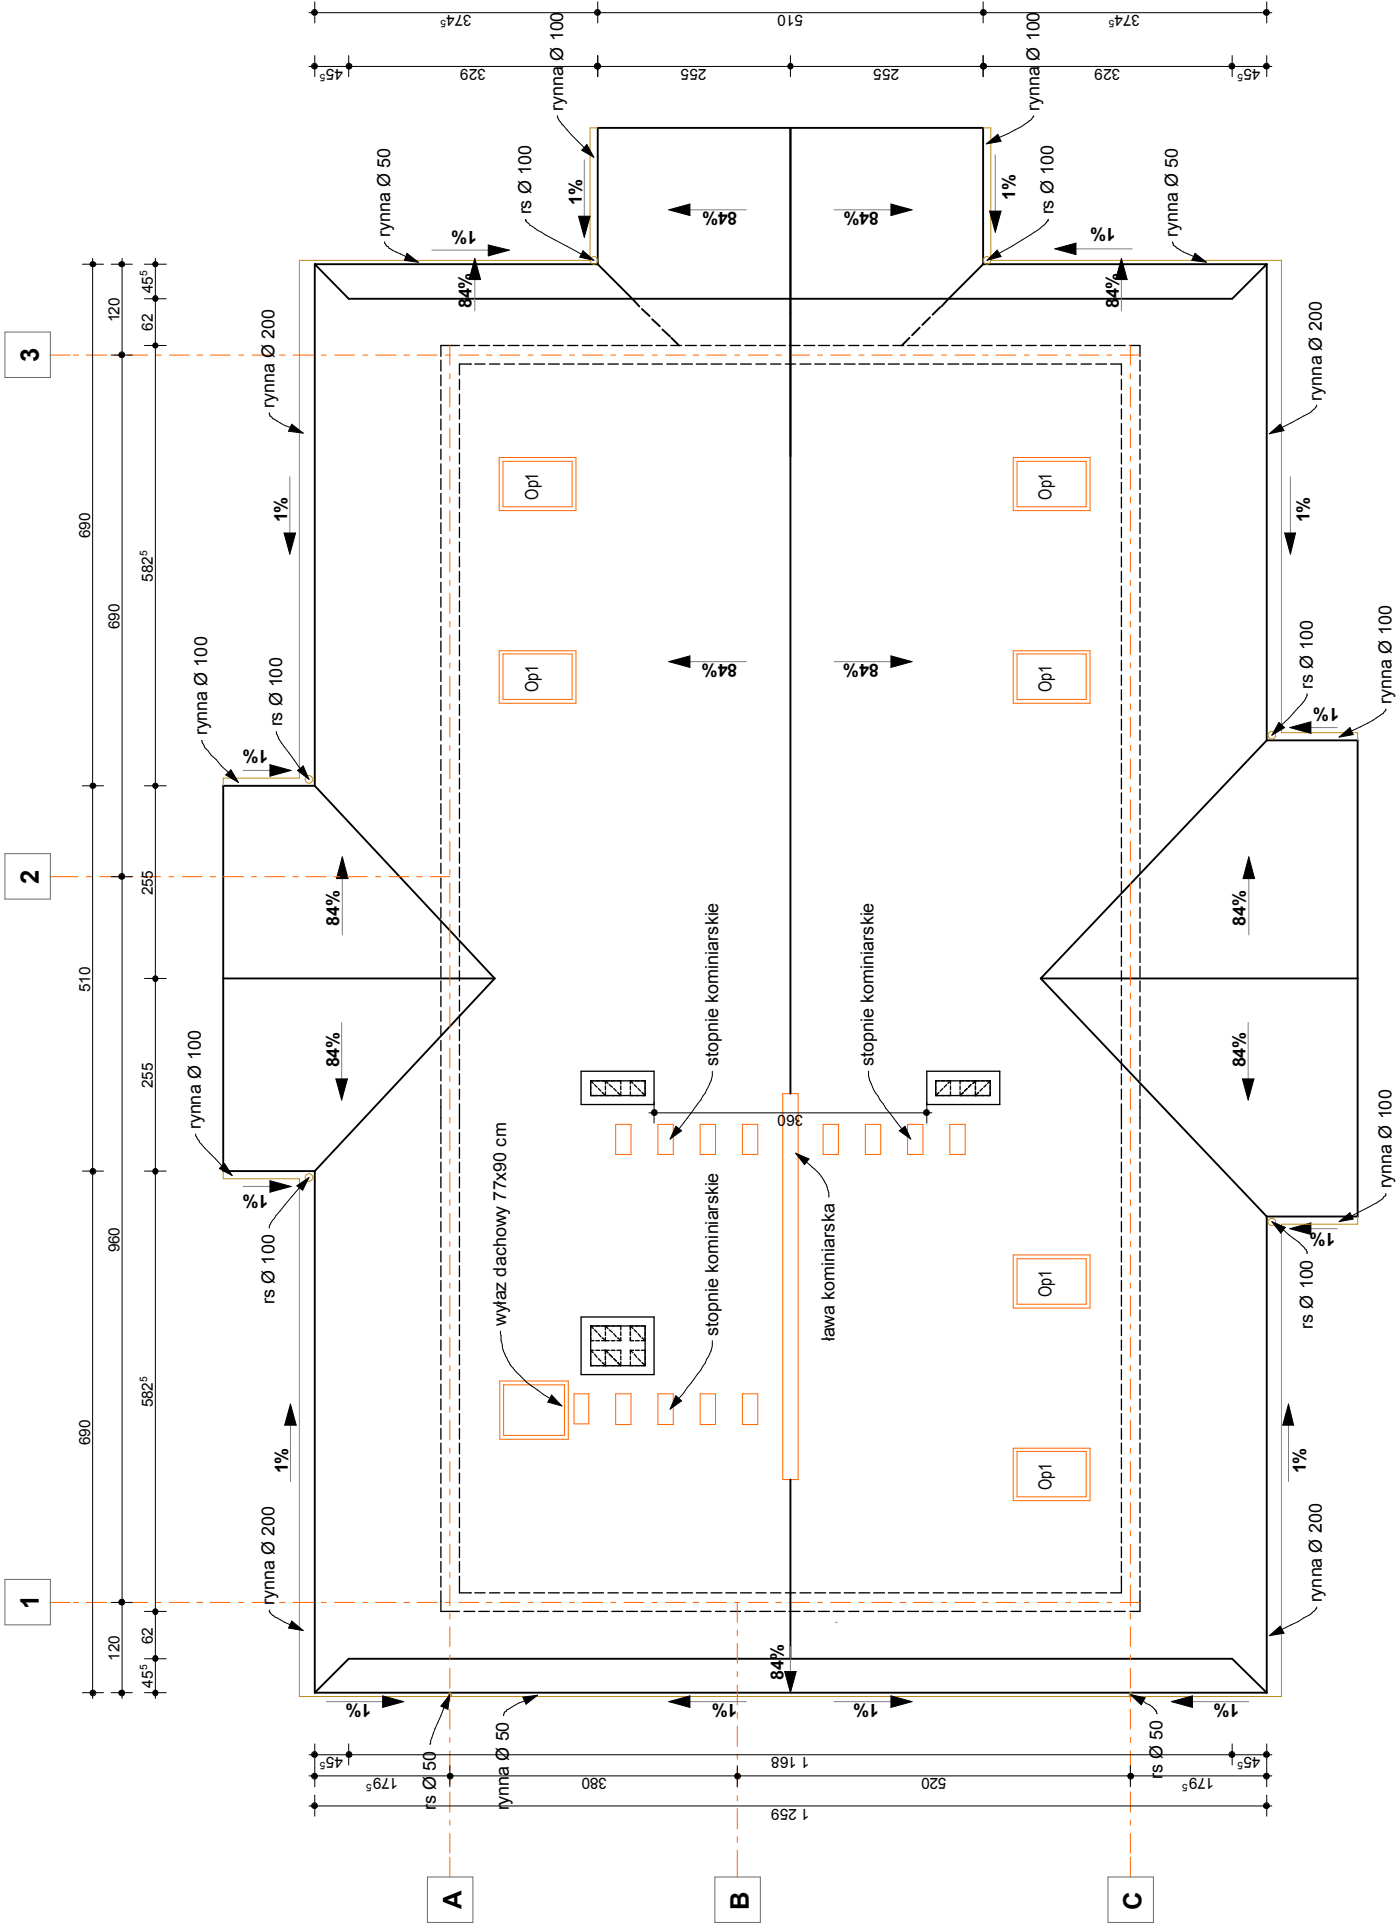 1
2
3
A
B
C
690
510
690
120
960
690
120
45⁵
62
582⁵
255
255
582⁵
62
45⁵
374⁵
510
374⁵
45⁵
329
255
255
329
45⁵
45⁵
1 168
45⁵
179⁵
380
520
179⁵
1 259
rynna Ø 200
1%
rs Ø 100
1%
rynna Ø 100
84%
84%
rynna Ø 100
1%
rs Ø 100
1%
rynna Ø 200
rynna Ø 50
1%
84%
rs Ø 100
1%
rynna Ø 100
84%
84%
rynna Ø 100
1%
rs Ø 100
1%
84%
rynna Ø 50
Op1
Op1
Op1
Op1
Op1
Op1
84%
84%
wyłaz dachowy 77x90 cm
stopnie kominiarskie
stopnie kominiarskie
stopnie kominiarskie
ława kominiarska
360
rs Ø 50
rynna Ø 50
1%
1%
84%
1%
1%
rs Ø 50
rynna Ø 200
1%
rs Ø 100
1%
rynna Ø 100
84%
84%
rynna Ø 100
1%
rs Ø 100
1%
rynna Ø 200